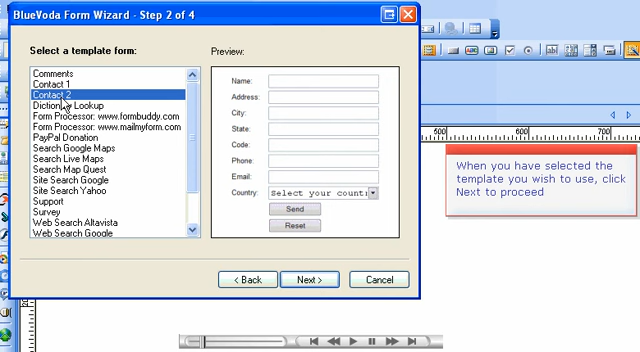 BlueVoda Form Wizard - Step 2 of 4
Select a template form:
Preview:
Comments
Contact 1
Contact 2
Dictionary Lookup
Form Processor: www.formbuddy.com
Form Processor: www.mailmyform.com
PayPal Donation
Search Google Maps
Search Live Maps
Search Map Quest
Site Search Google
Site Search Yahoo
Support
Survey
Web Search Altavista
Web Search Google
Name:
Address:
City:
State:
Code:
Phone:
Email:
Country: Select your countr
Send
Reset
< Back
Next >
Cancel
500
600
700
When you have selected the
template you wish to use, click
Next to proceed